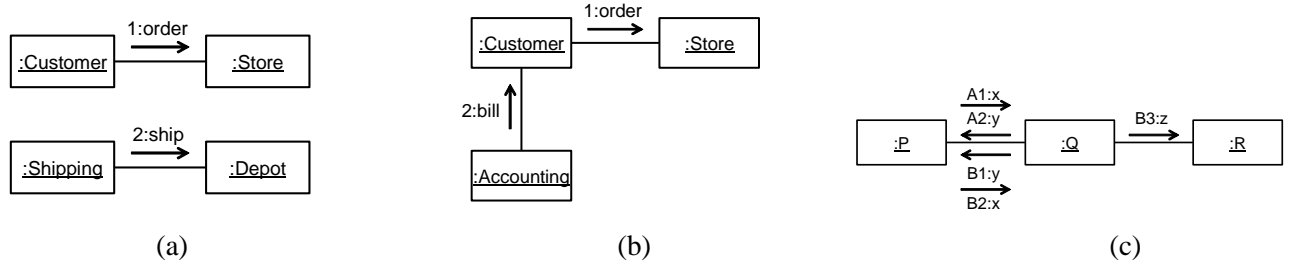 1:order
:Customer
:Store
2:ship
:Shipping
:Depot
(a)
1:order
:Customer
:Store
2:bill
:Accounting
(b)
A1:x
A2:y
B3:z
:P
:Q
:R
B1:y
B2:x
(c)